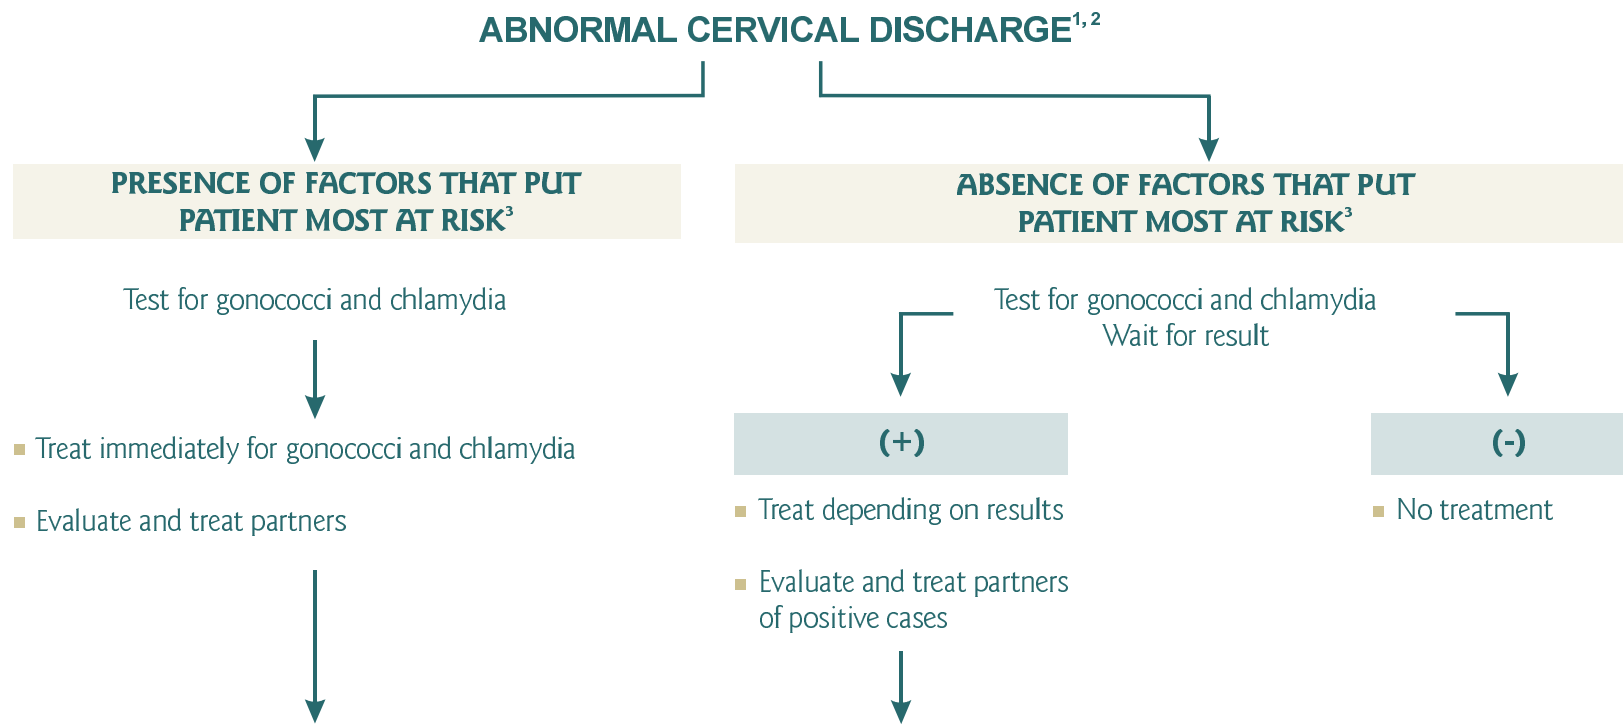 ABNORMAL CERVICAL DISCHARGE1, 2
PRESENCE OF FACTORS THAT PUT
PATIENT MOST AT RISK3
Test for gonococci and chlamydia
Treat immediately for gonococci and chlamydia
Evaluate and treat partners
ABSENCE OF FACTORS THAT PUT
PATIENT MOST AT RISK3
Test for gonococci and chlamydia
Wait for result
(+)
Treat depending on results
Evaluate and treat partners
of positive cases
(-)
No treatment